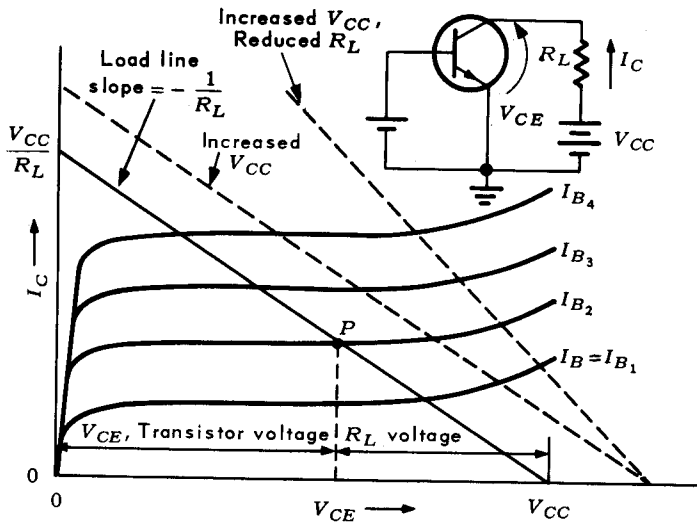 Increased V_CC,
Reduced R_L
Load line
slope = - 1/R_L
Increased
V_CC
V_CC/R_L
R_L
I_C
V_CE
V_CC
I_B4
I_B3
I_B2
I_B = I_B1
I_C
P
V_CE, Transistor voltage
R_L voltage
0
0
V_CE
V_CC